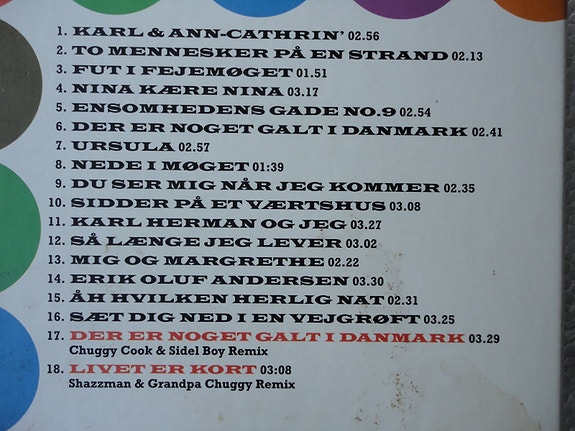 1. KARL & ANN-CATHRIN' 02.56
2. TO MENNESKER PÅ EN STRAND 02.13
3. FUT I FEJEMØGET 01.51
4. NINA KÆRE NINA 03.17
5. ENSOMHEDENS GADE NO.9 02.54
6. DER ER NOGET GALT I DANMARK 02.41
7. URSULA 02.57
8. NEDE I MØGET 01:39
9. DU SER MIG NÅR JEG KOMMER 02.35
10. SIDDER PÅ ET VÆRTSHUS 03.08
11. KARL HERMAN OG JEG 03.27
12. SÅ LÆNGE JEG LEVER 03.02
13. MIG OG MARGRETHE 02.22
14. ERIK OLUF ANDERSEN 03.30
15. ÅH HVILKEN HERLIG NAT 02.31
16. SÆT DIG NED I EN VEJGRØFT 03.25
17. DER ER NOGET GALT I DANMARK 03.29
Chuggy Cook & Sidel Boy Remix
18. LIVET ER KORT 03:08
Shazzman & Grandpa Chuggy Remix